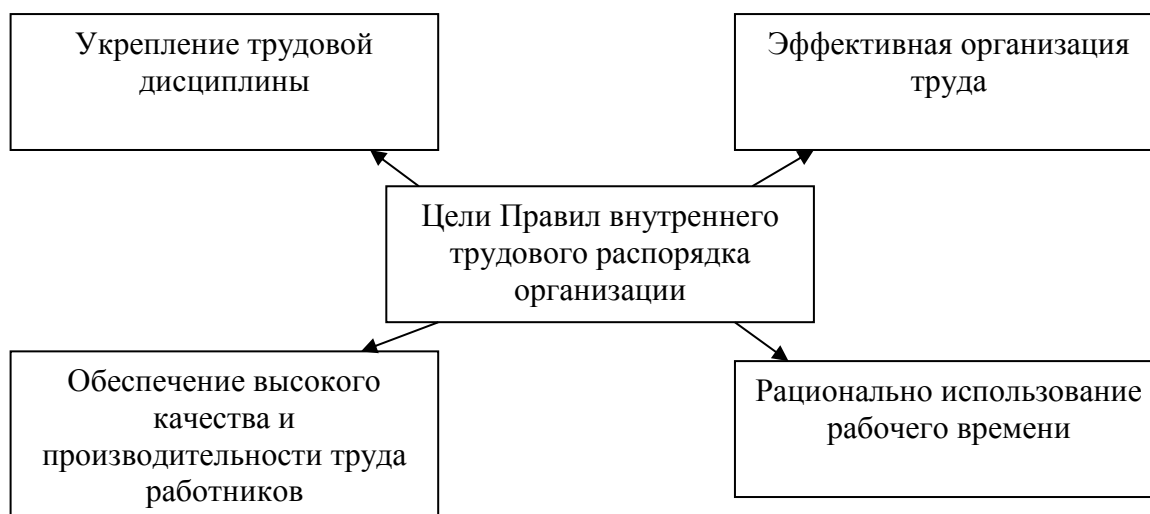 Укрепление трудовой
дисциплины
Эффективная организация
труда
Цели Правил внутреннего
трудового распорядка
организации
Обеспечение высокого
качества и
производительности труда
работников
Рационально использование
рабочего времени